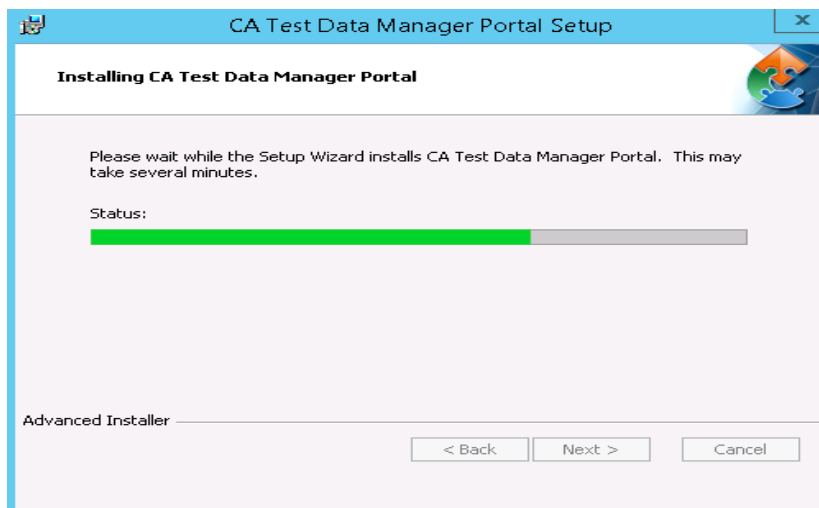 CA Test Data Manager Portal Setup
Installing CA Test Data Manager Portal
Please wait while the Setup Wizard installs CA Test Data Manager Portal. This may
take several minutes.
Status:
Advanced Installer
< Back Next > Cancel